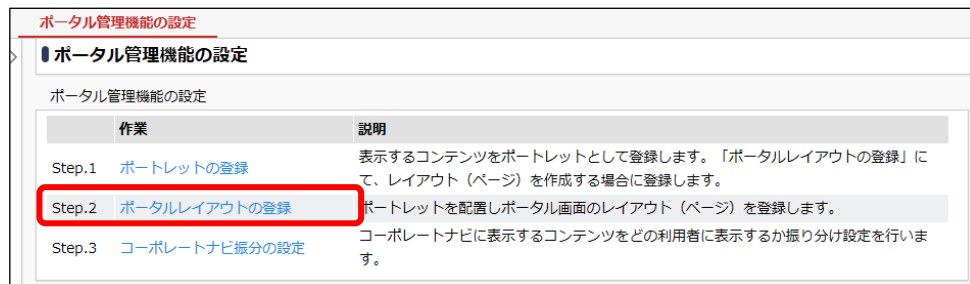 ポータル管理機能の設定
ポータル管理機能の設定
ポータル管理機能の設定
作業 説明
Step.1 ポートレットの登録 表示するコンテンツをポートレットとして登録します。「ポータルレイアウトの登録」に
て、レイアウト（ページ）を作成する場合に登録します。
Step.2 ポータルレイアウトの登録 ポートレットを配置しポータル画面のレイアウト（ページ）を登録します。
Step.3 コーポレートナビ振分の設定 コーポレートナビに表示するコンテンツをどの利用者に表示するか振り分け設定を行いま
す。